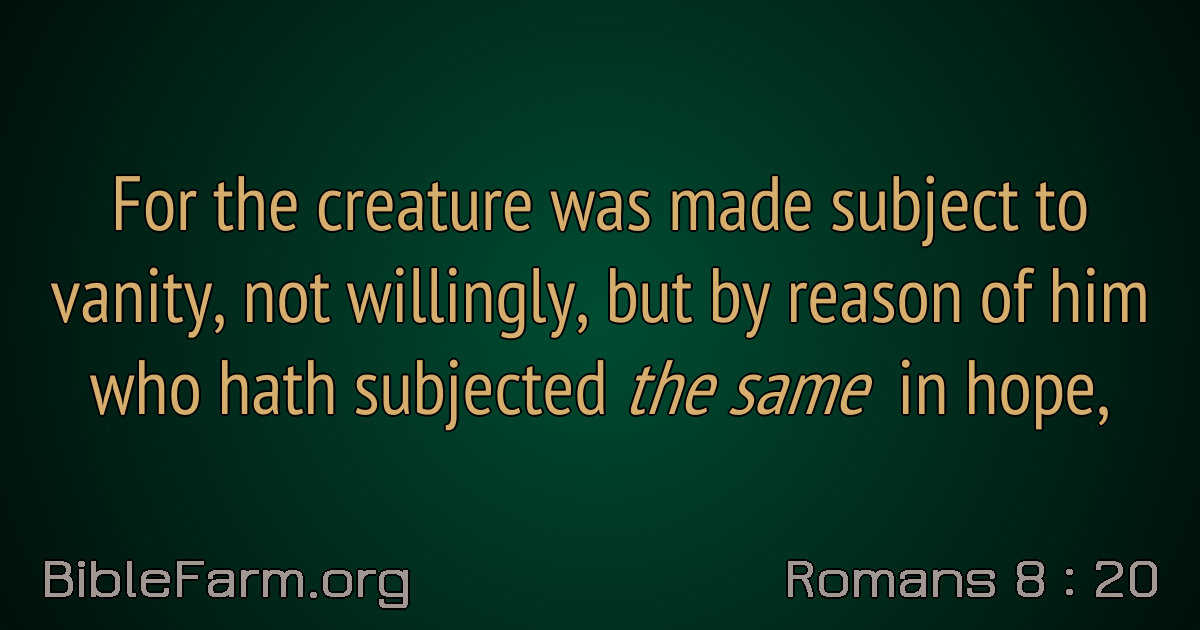 For the creature was made subject to
vanity, not willingly, but by reason of him
who hath subjected the same in hope,
BibleFarm.org
Romans 8 : 20